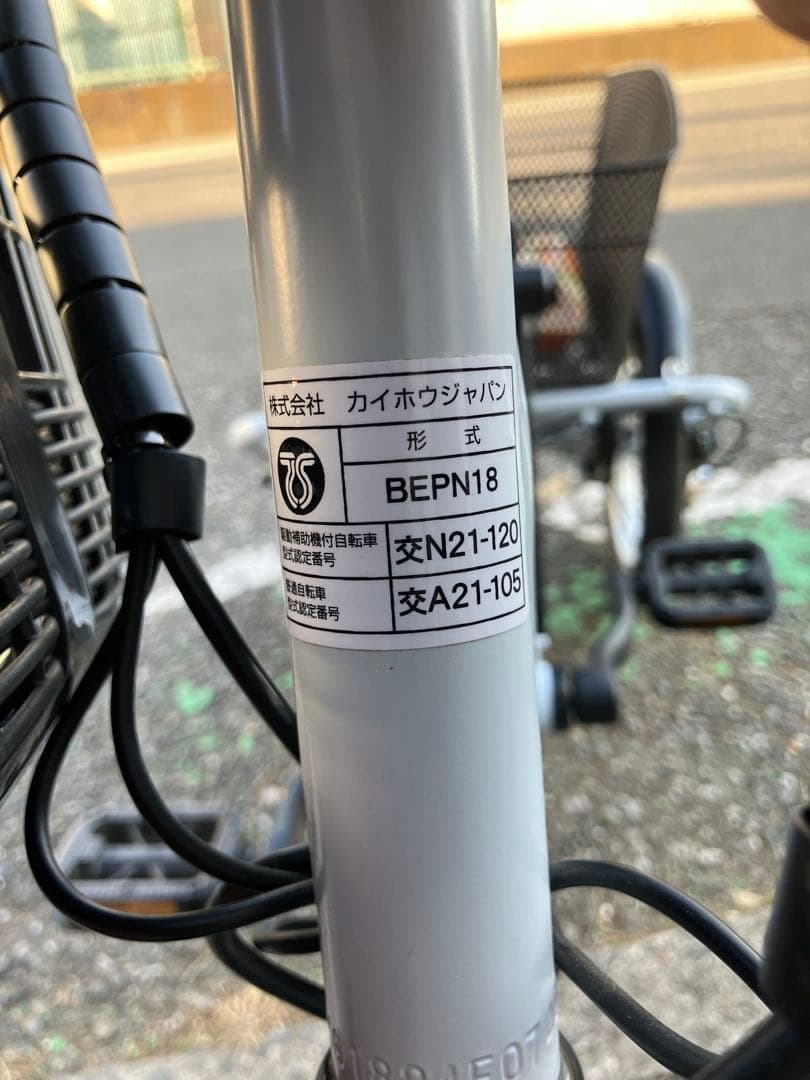 株式会社 カイホウジャパン
形 式
BEPN18
駆動補助機付自転車
型式認定番号
交N21-120
普通自転車
型式認定番号
交A21-105